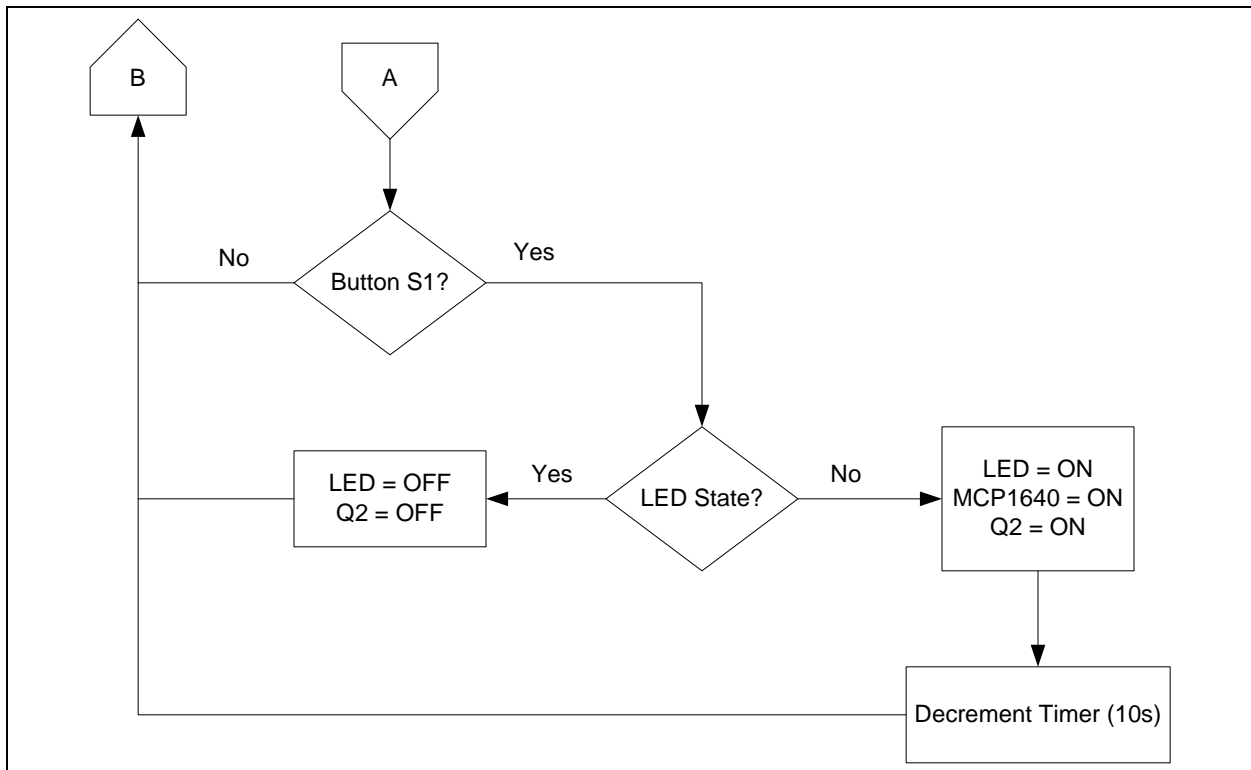 B
A
No
Yes
Button S1?
LED = OFF
Q2 = OFF
Yes
LED State?
No
LED = ON
MCP1640 = ON
Q2 = ON
Decrement Timer (10s)